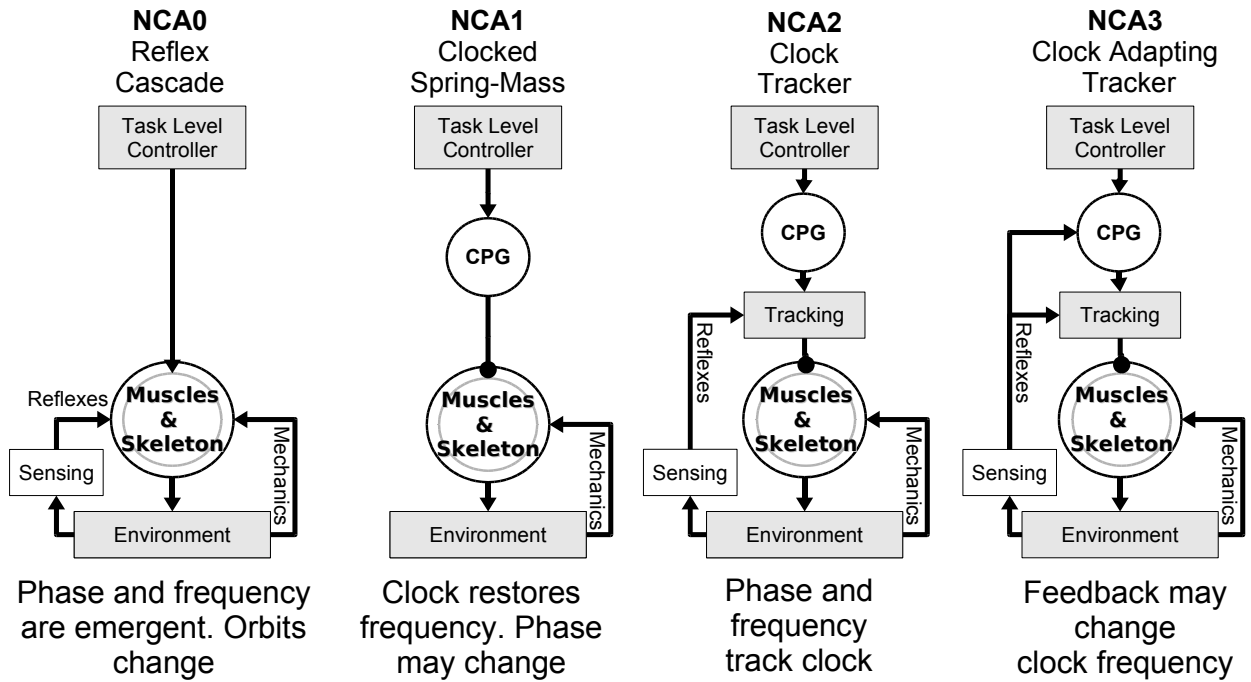 NCA0
Reflex
Cascade
Task Level
Controller
Reflexes
Muscles
&
Skeleton
Mechanics
Sensing
Environment
Phase and frequency
are emergent. Orbits
change
NCA1
Clocked
Spring-Mass
Task Level
Controller
CPG
Muscles
&
Skeleton
Mechanics
Environment
Clock restores
frequency. Phase
may change
NCA2
Clock
Tracker
Task Level
Controller
CPG
Tracking
Reflexes
Muscles
&
Skeleton
Mechanics
Sensing
Environment
Phase and
frequency
track clock
NCA3
Clock Adapting
Tracker
Task Level
Controller
CPG
Tracking
Reflexes
Muscles
&
Skeleton
Mechanics
Sensing
Environment
Feedback may
change
clock frequency